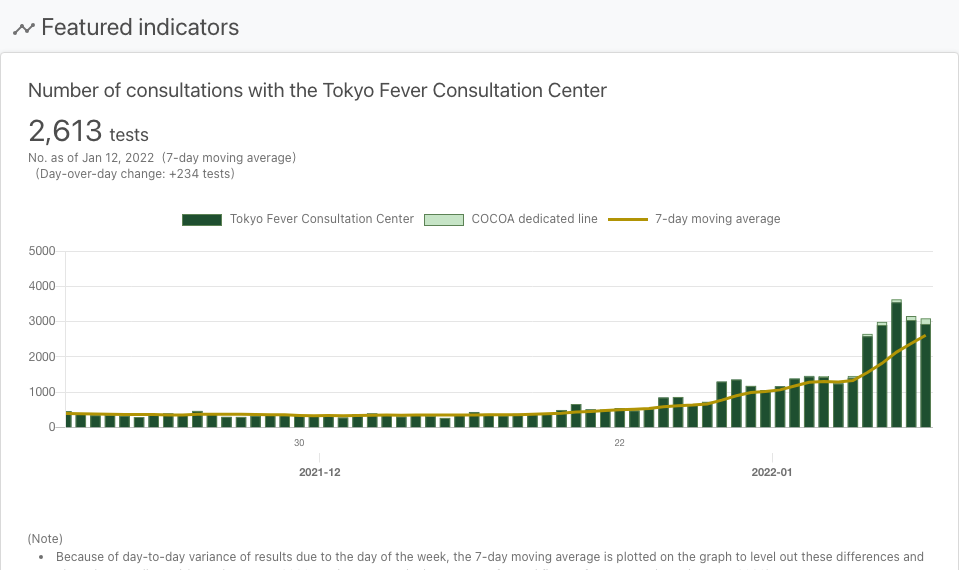 Featured indicators
Number of consultations with the Tokyo Fever Consultation Center
2,613 tests
No. as of Jan 12, 2022 (7-day moving average)
(Day-over-day change: +234 tests)
Tokyo Fever Consultation Center COCOA dedicated line 7-day moving average
5000
4000
3000
2000
1000
0
30 22
2021-12 2022-01
(Note)
• Because of day-to-day variance of results due to the day of the week, the 7-day moving average is plotted on the graph to level out these differences and